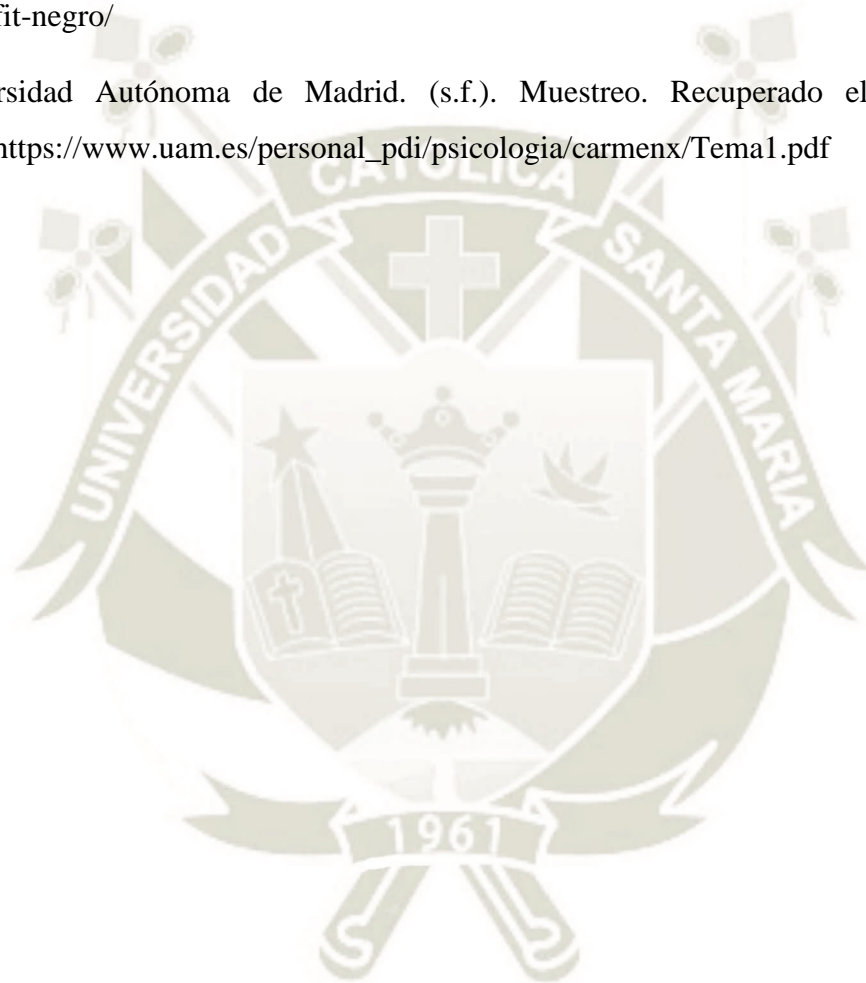 fit-negro/
rsidad Autónoma de Madrid. (s.f.). Muestreo. Recuperado el
https://www.uam.es/personal_pdi/psicologia/carmenx/Tema1.pdf
UNIVERSIDAD CATOLICA SANTA MARIA
1961